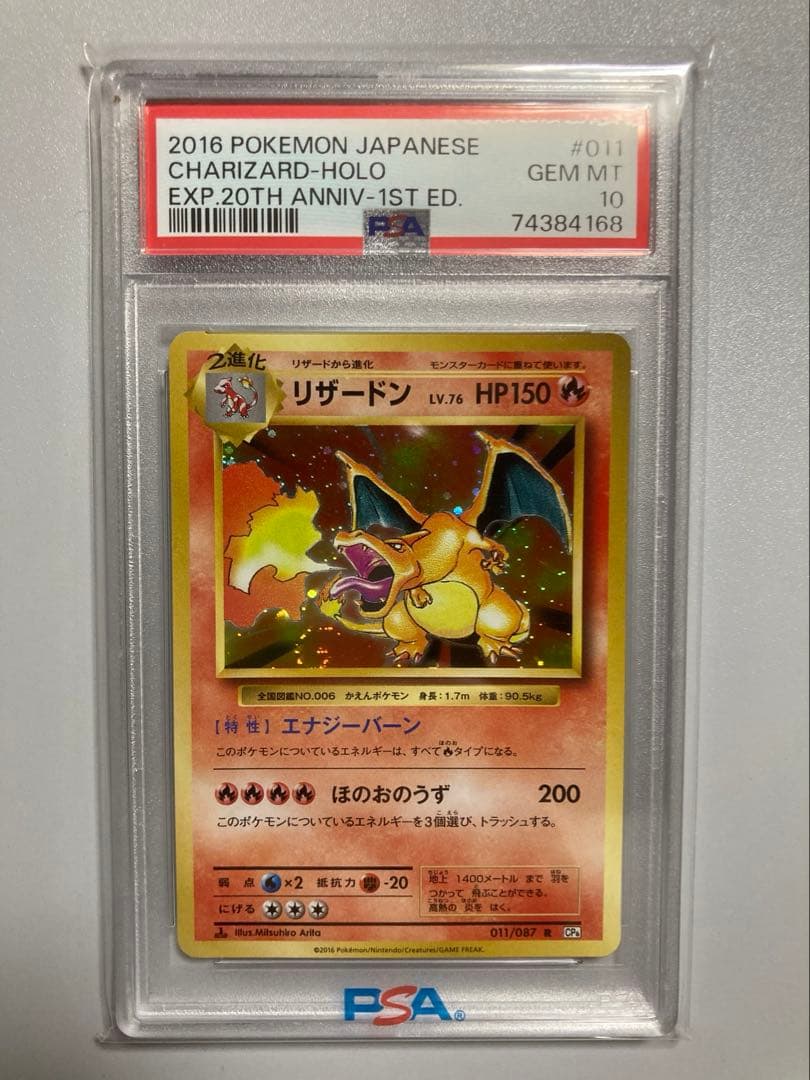 2016 POKEMON JAPANESE #011
CHARIZARD-HOLO GEM MT
EXP.20TH ANNIV-1ST ED. 10
PSA 74384168
2進化 リザードから進化 モンスターカードに重ねて使います。
リザードン LV.76 HP150
全国図鑑NO.006 かえんポケモン 身長:1.7m 体重:90.5kg
[特性] エナジーバーン
このポケモンについているエネルギーは、すべてタイプになる。
ほのおのうず 200
このポケモンについているエネルギーを3個選び、トラッシュする。
弱点 ×2 抵抗力 -20
にげる
地上 1400メートル まで 羽を
つかって 飛ぶことができる。
高熱の 炎を はく。
Illus.Mitsuhiro Arita 011/087 R CP6
©2016 Pokémon/Nintendo/Creatures/GAME FREAK.
PSA®